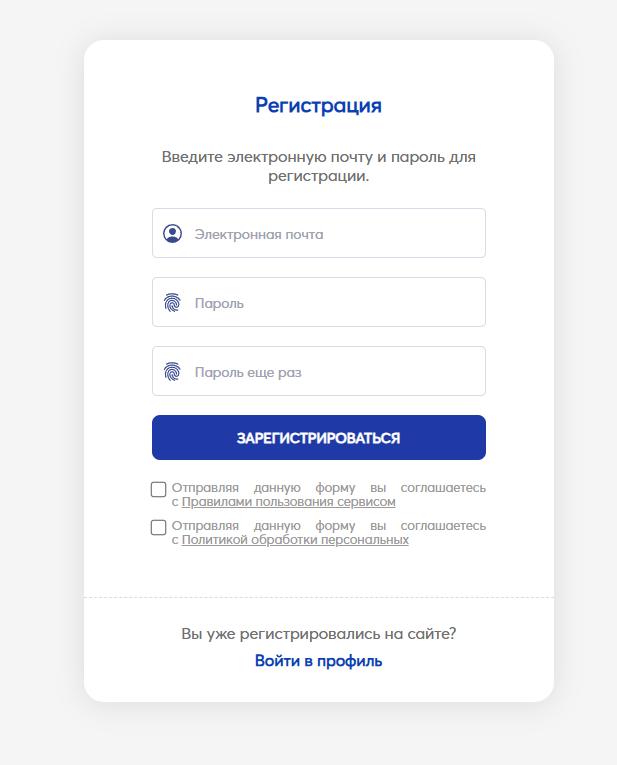 Регистрация
Введите электронную почту и пароль для
регистрации.
Электронная почта
Пароль
Пароль еще раз
ЗАРЕГИСТРИРОВАТЬСЯ
Отправляя данную форму вы соглашаетесь
с Правилами пользования сервисом
Отправляя данную форму вы соглашаетесь
с Политикой обработки персональных
Вы уже регистрировались на сайте?
Войти в профиль